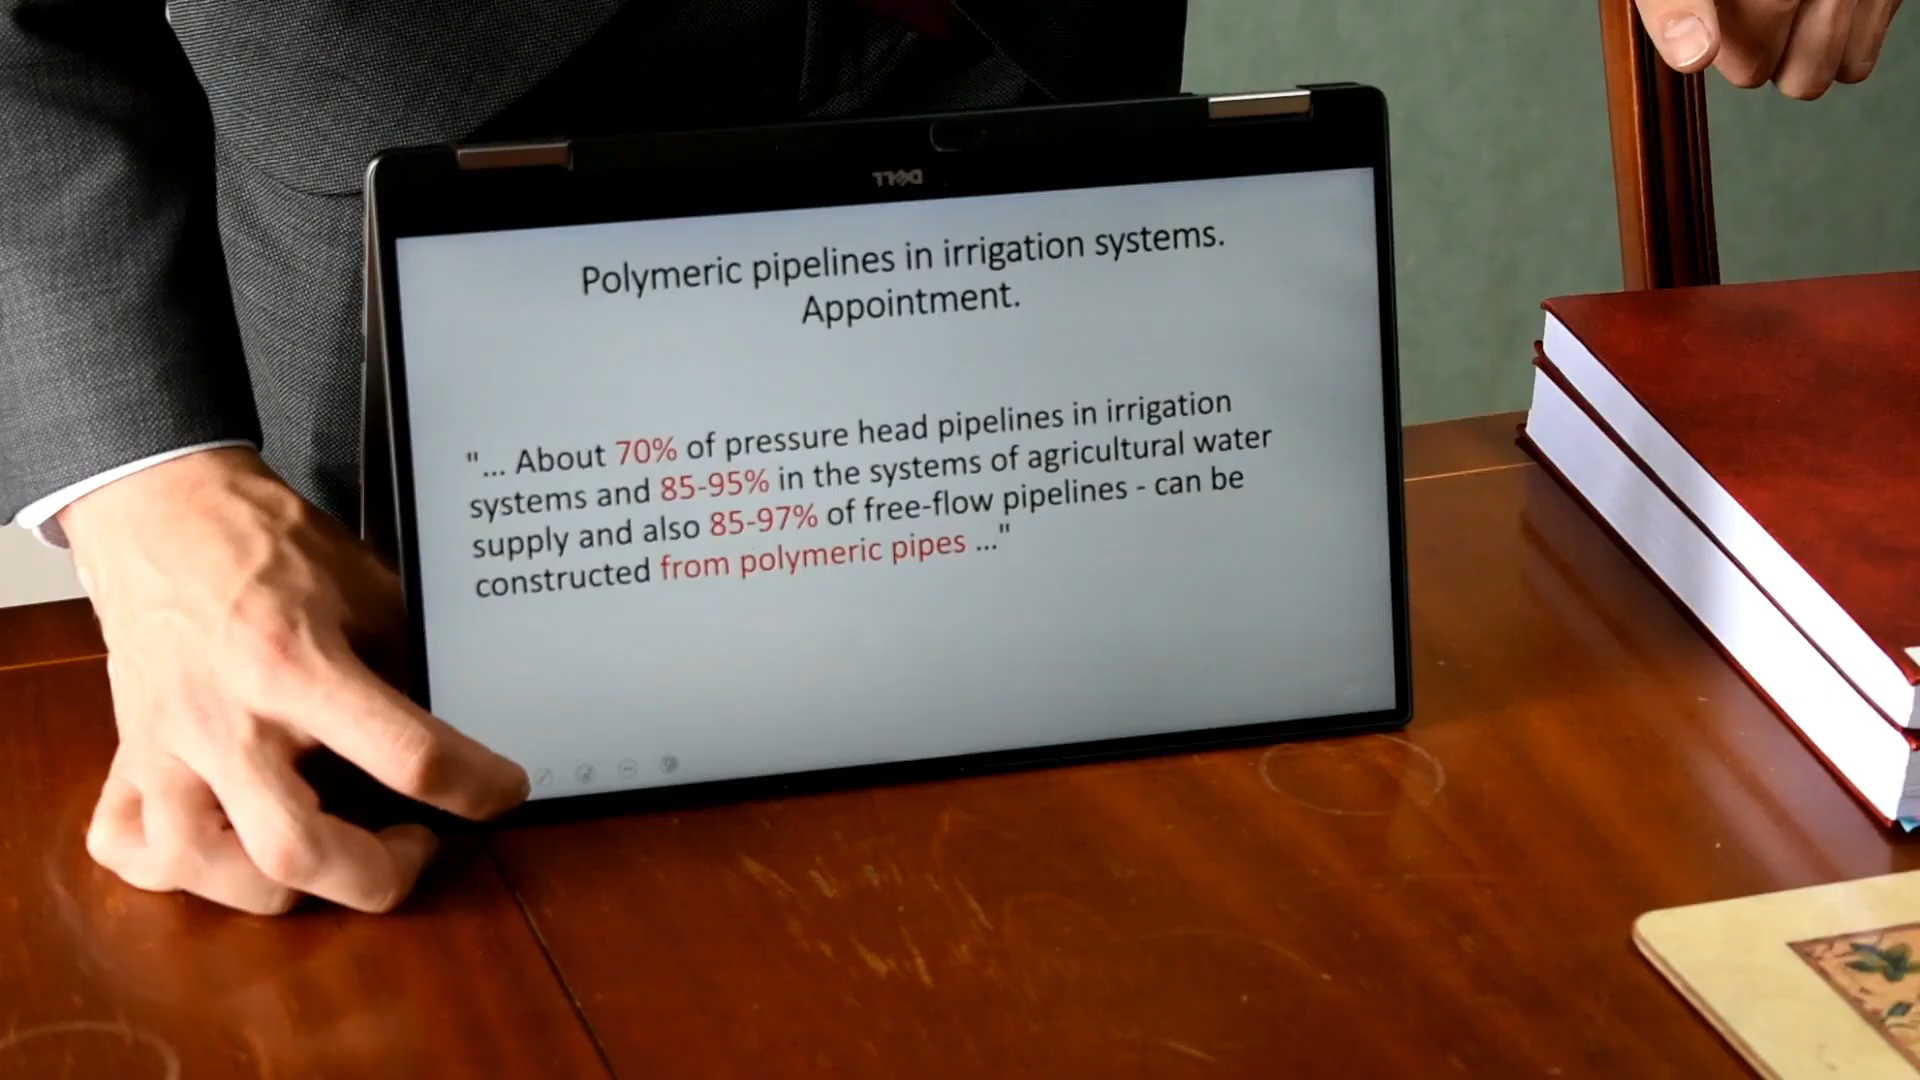 DELL
Polymeric pipelines in irrigation systems.
Appointment.
"... About 70% of pressure head pipelines in irrigation
systems and 85-95% in the systems of agricultural water
supply and also 85-97% of free-flow pipelines - can be
constructed from polymeric pipes ..."